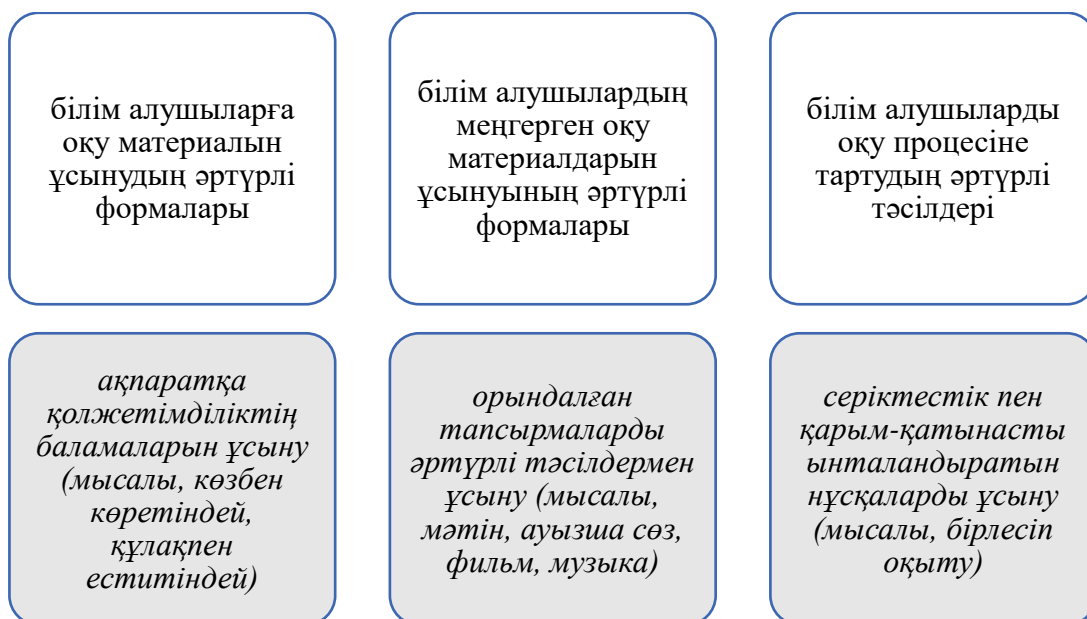 білім алушыларға
оқу материалын
ұсынудың әртүрлі
формалары
білім алушылардың
меңгерген оқу
материалдарын
ұсынуының әртүрлі
формалары
білім алушыларды
оқу процесіне
тартудың әртүрлі
тәсілдері
ақпаратқа
қолжетімділіктің
баламаларын ұсыну
(мысалы, көзбен
көретіндей,
құлақпен
еститіндей)
орындалған
тапсырмаларды
әртүрлі тәсілдермен
ұсыну (мысалы,
мәтін, ауызша сөз,
фильм, музыка)
серіктестік пен
қарым-қатынасты
ынталандыратын
нұсқаларды ұсыну
(мысалы, бірлесіп
оқыту)